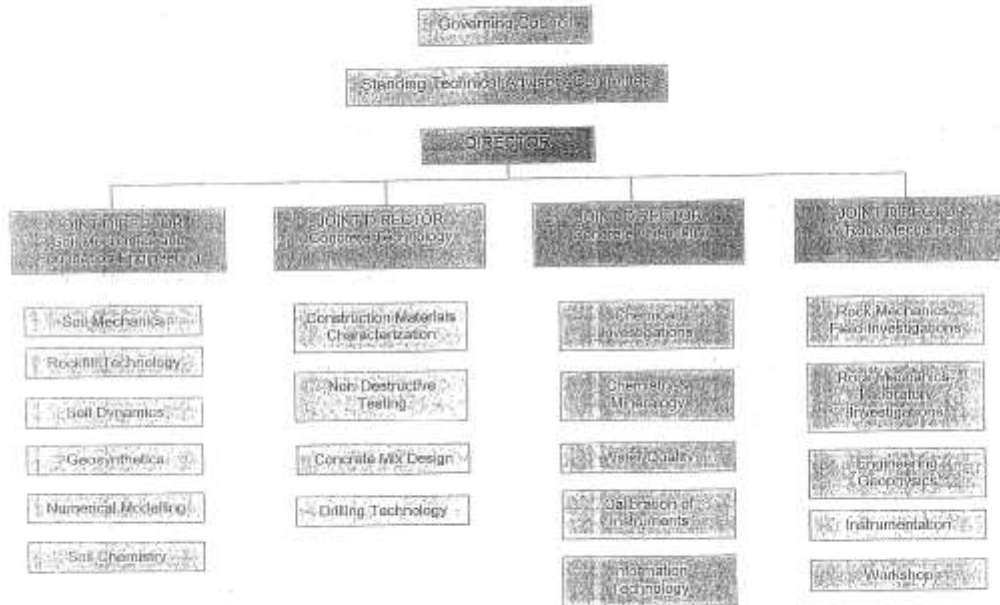 Governing Council
Standing Technical Advisory Committee
DIRECTOR
JOINT DIRECTOR
Soil Mechanics and
Foundation Engineering
JOINT DIRECTOR
Concrete Technology
JOINT DIRECTOR
Concrete
JOINT DIRECTOR
Rock Mechanics
Soil Mechanics
Rockfill Technology
Soil Dynamics
Geosynthetics
Numerical Modelling
Soil Chemistry
Construction Materials
Characterization
Non Destructive
Testing
Concrete Mix Design
Drilling Technology
Chemical
Investigations
Chemistry
Mineralogy
Water Quality
Calibration of
Instruments
Information
Technology
Rock Mechanics
Field Investigations
Rock Mechanics
Laboratory
Investigations
Engineering
Geophysics
Instrumentation
Workshop